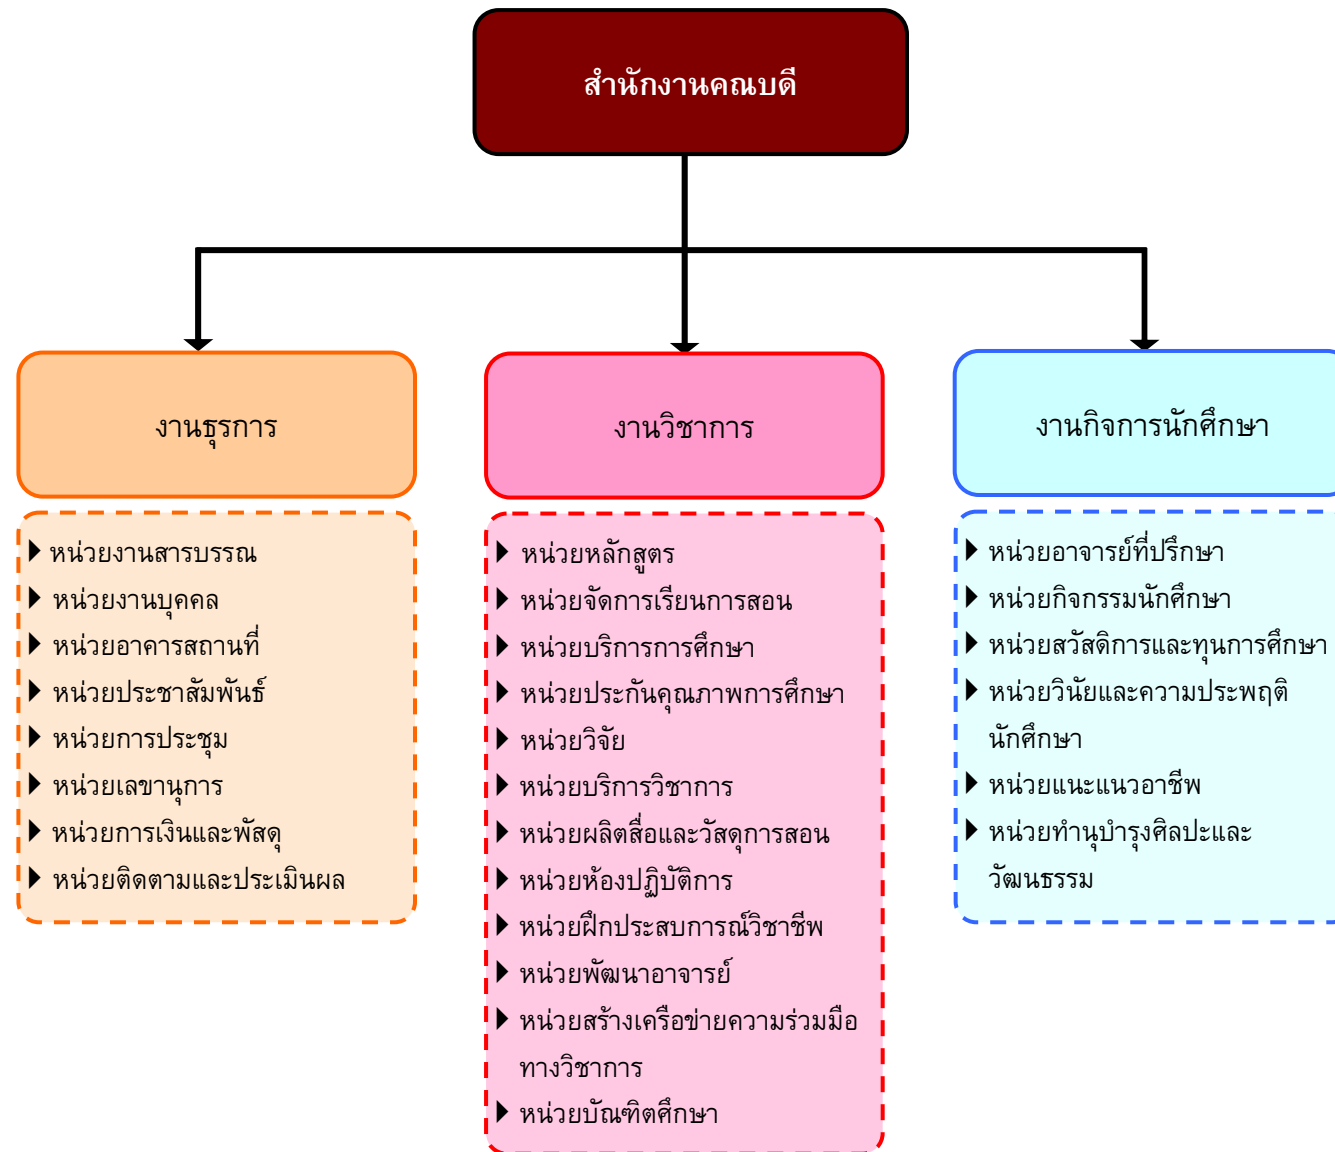 สำนักงานคณบดี
งานธุรการ
หน่วยงานสารบรรณ
หน่วยงานบุคคล
หน่วยอาคารสถานที่
หน่วยประชาสัมพันธ์
หน่วยการประชุม
หน่วยเลขานุการ
หน่วยการเงินและพัสดุ
หน่วยติดตามและประเมินผล
งานวิชาการ
หน่วยหลักสูตร
หน่วยจัดการเรียนการสอน
หน่วยบริการการศึกษา
หน่วยประกันคุณภาพการศึกษา
หน่วยวิจัย
หน่วยบริการวิชาการ
หน่วยผลิตสื่อและวัสดุการสอน
หน่วยห้องปฏิบัติการ
หน่วยฝึกประสบการณ์วิชาชีพ
หน่วยพัฒนาอาจารย์
หน่วยสร้างเครือข่ายความร่วมมือ
ทางวิชาการ
หน่วยบัณฑิตศึกษา
งานกิจการนักศึกษา
หน่วยอาจารย์ที่ปรึกษา
หน่วยกิจกรรมนักศึกษา
หน่วยสวัสดิการและทุนการศึกษา
หน่วยวินัยและความประพฤติ
นักศึกษา
หน่วยแนะแนวอาชีพ
หน่วยทำนุบำรุงศิลปะและ
วัฒนธรรม